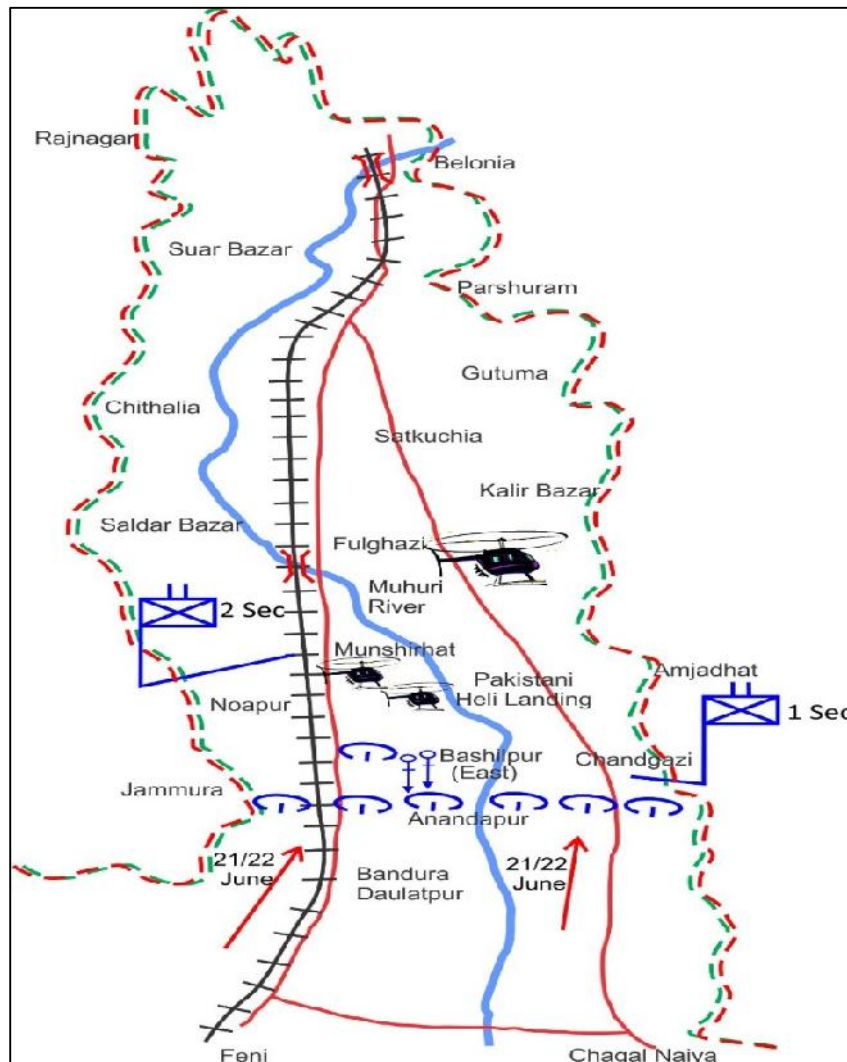 Rajnagar
Belonia
Suar Bazar
Parshuram
Gutuma
Chithalia
Satkuchia
Kalir Bazar
Saldar Bazar
Fulghazi
Muhuri
River
2 Sec
Munshirhat
Pakistani
Heli Landing
Amjadhat
Noapur
1 Sec
Bashilpur
(East)
Chandgazi
Jammura
Anandapur
21/22
June
Bandura
Daulatpur
21/22
June
Feni
Chagal Naiya